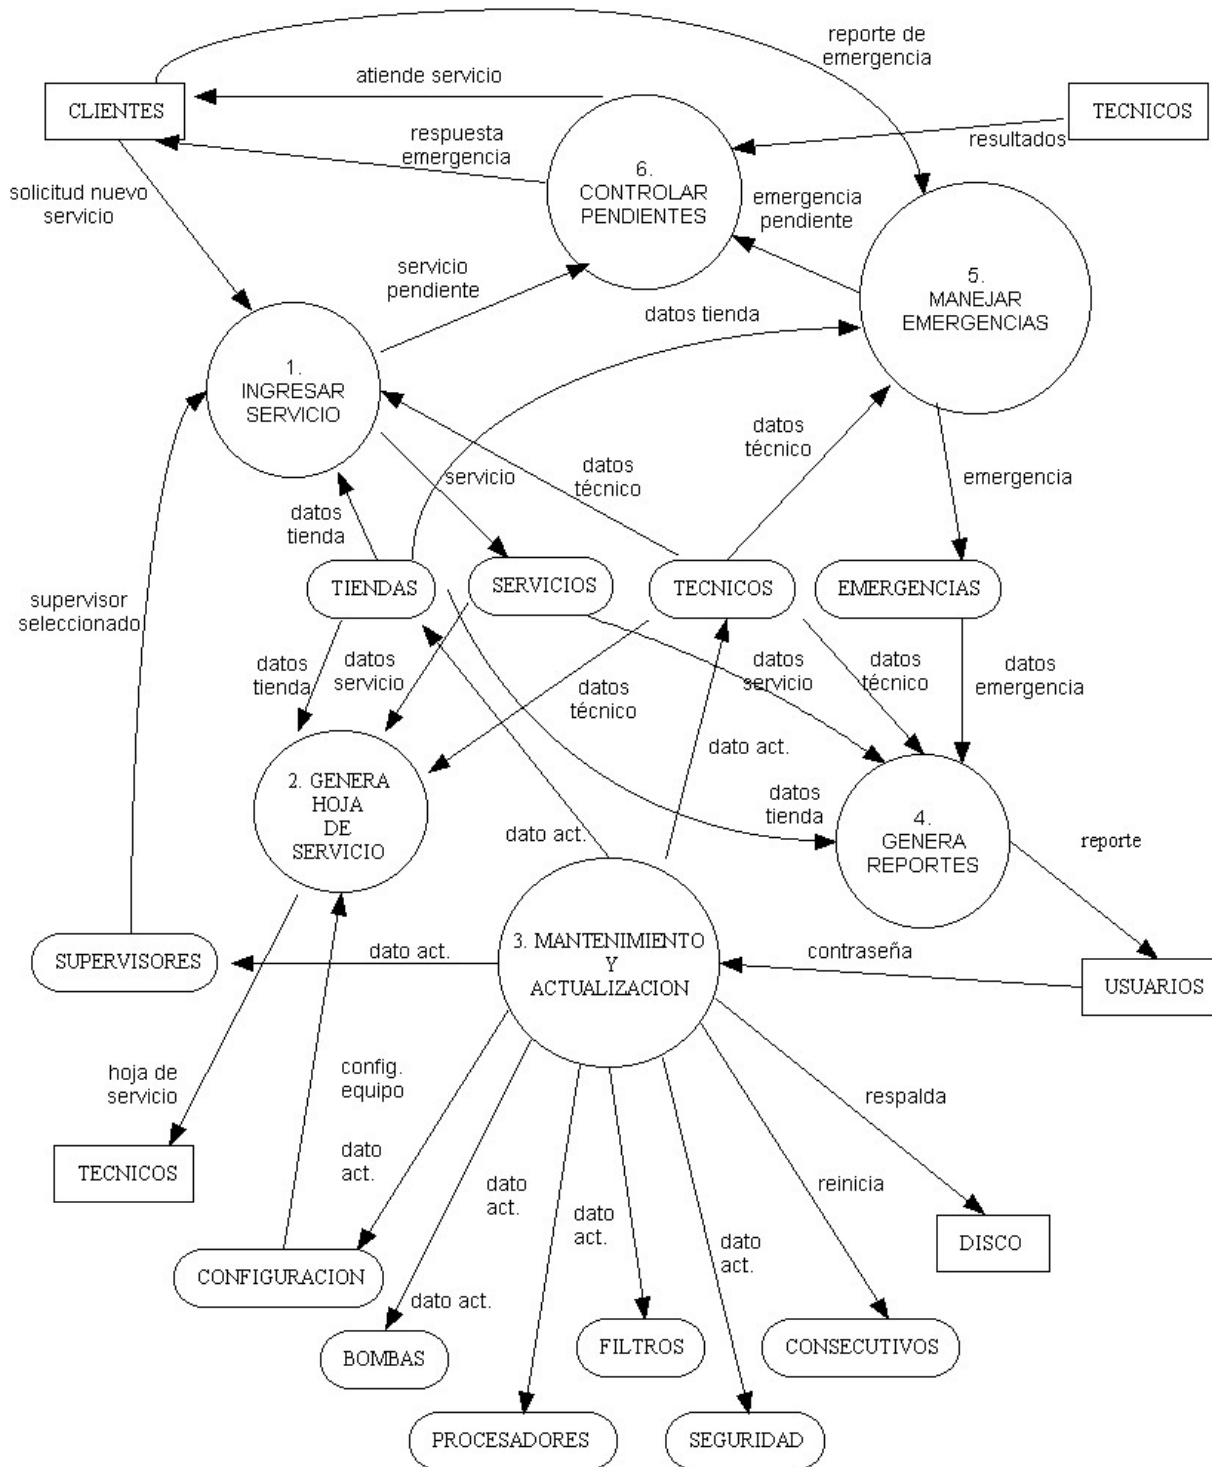 reporte de
emergencia
atiende servicio
CLIENTES
TECNICOS
respuesta
emergencia
resultados
6.
CONTROLAR
PENDIENTES
solicitud nuevo
servicio
emergencia
pendiente
servicio
pendiente
5.
MANEJAR
EMERGENCIAS
datos tienda
1.
INGRESAR
SERVICIO
datos
técnico
servicio
datos
técnico
emergencia
datos
tienda
TIENDAS
SERVICIOS
TECNICOS
EMERGENCIAS
supervisor
seleccionado
datos
tienda
datos
servicio
datos
técnico
datos
servicio
datos
técnico
datos
emergencia
dato act.
2. GENERA
HOJA
DE
SERVICIO
dato act.
datos
tienda
4.
GENERA
REPORTES
reporte
SUPERVISORES
dato act.
3. MANTENIMIENTO
Y
ACTUALIZACION
contraseña
USUARIOS
hoja de
servicio
config.
equipo
respalda
TECNICOS
dato
act.
dato
act.
dato
act.
reinicia
dato
act.
DISCO
CONFIGURACION
dato act.
BOMBAS
FILTROS
CONSECUTIVOS
PROCESADORES
SEGURIDAD